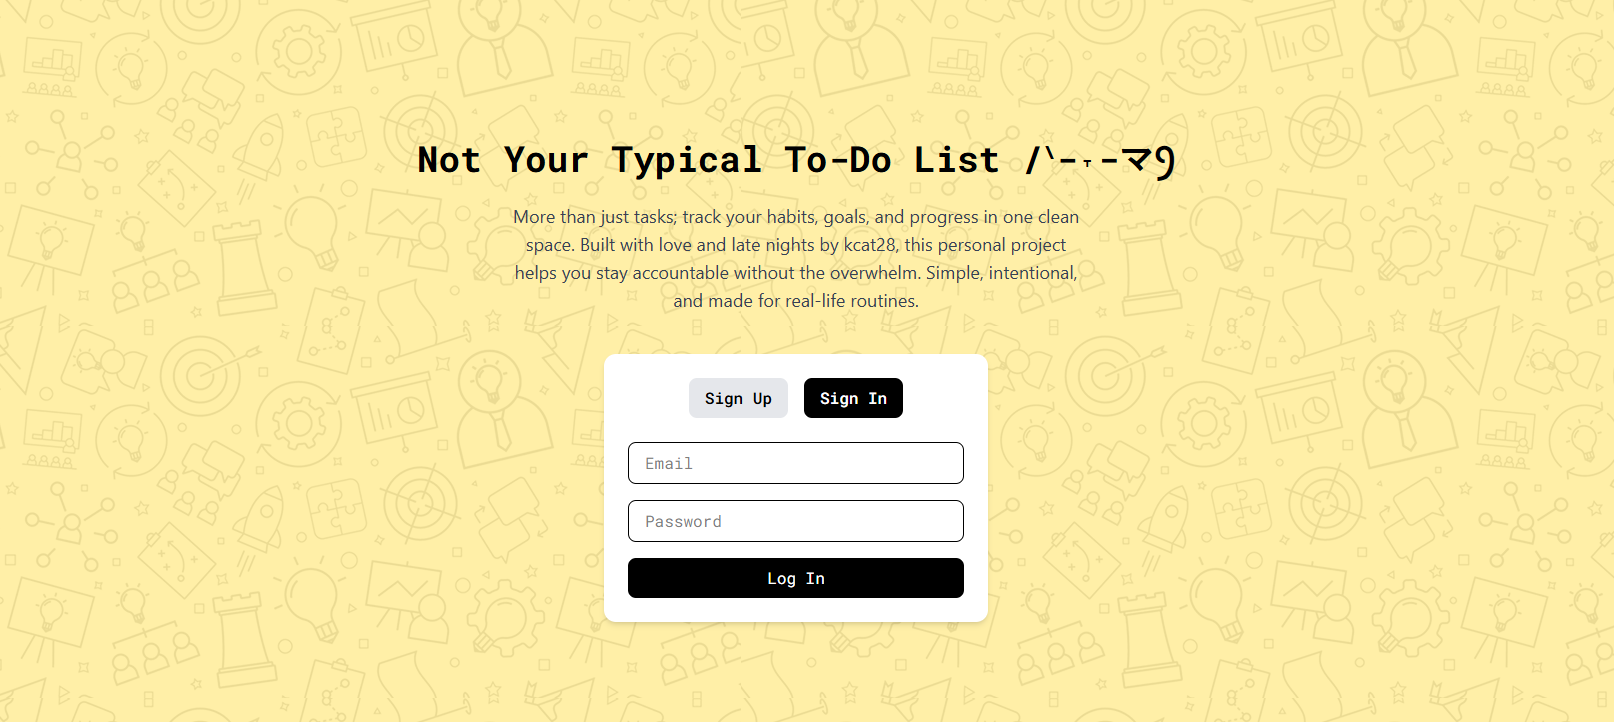 Not Your Typical To-Do List /ᐠ-˕-マ၅
More than just tasks; track your habits, goals, and progress in one clean
space. Built with love and late nights by kcat28, this personal project
helps you stay accountable without the overwhelm. Simple, intentional,
and made for real-life routines.
Sign Up Sign In
Email
Password
Log In